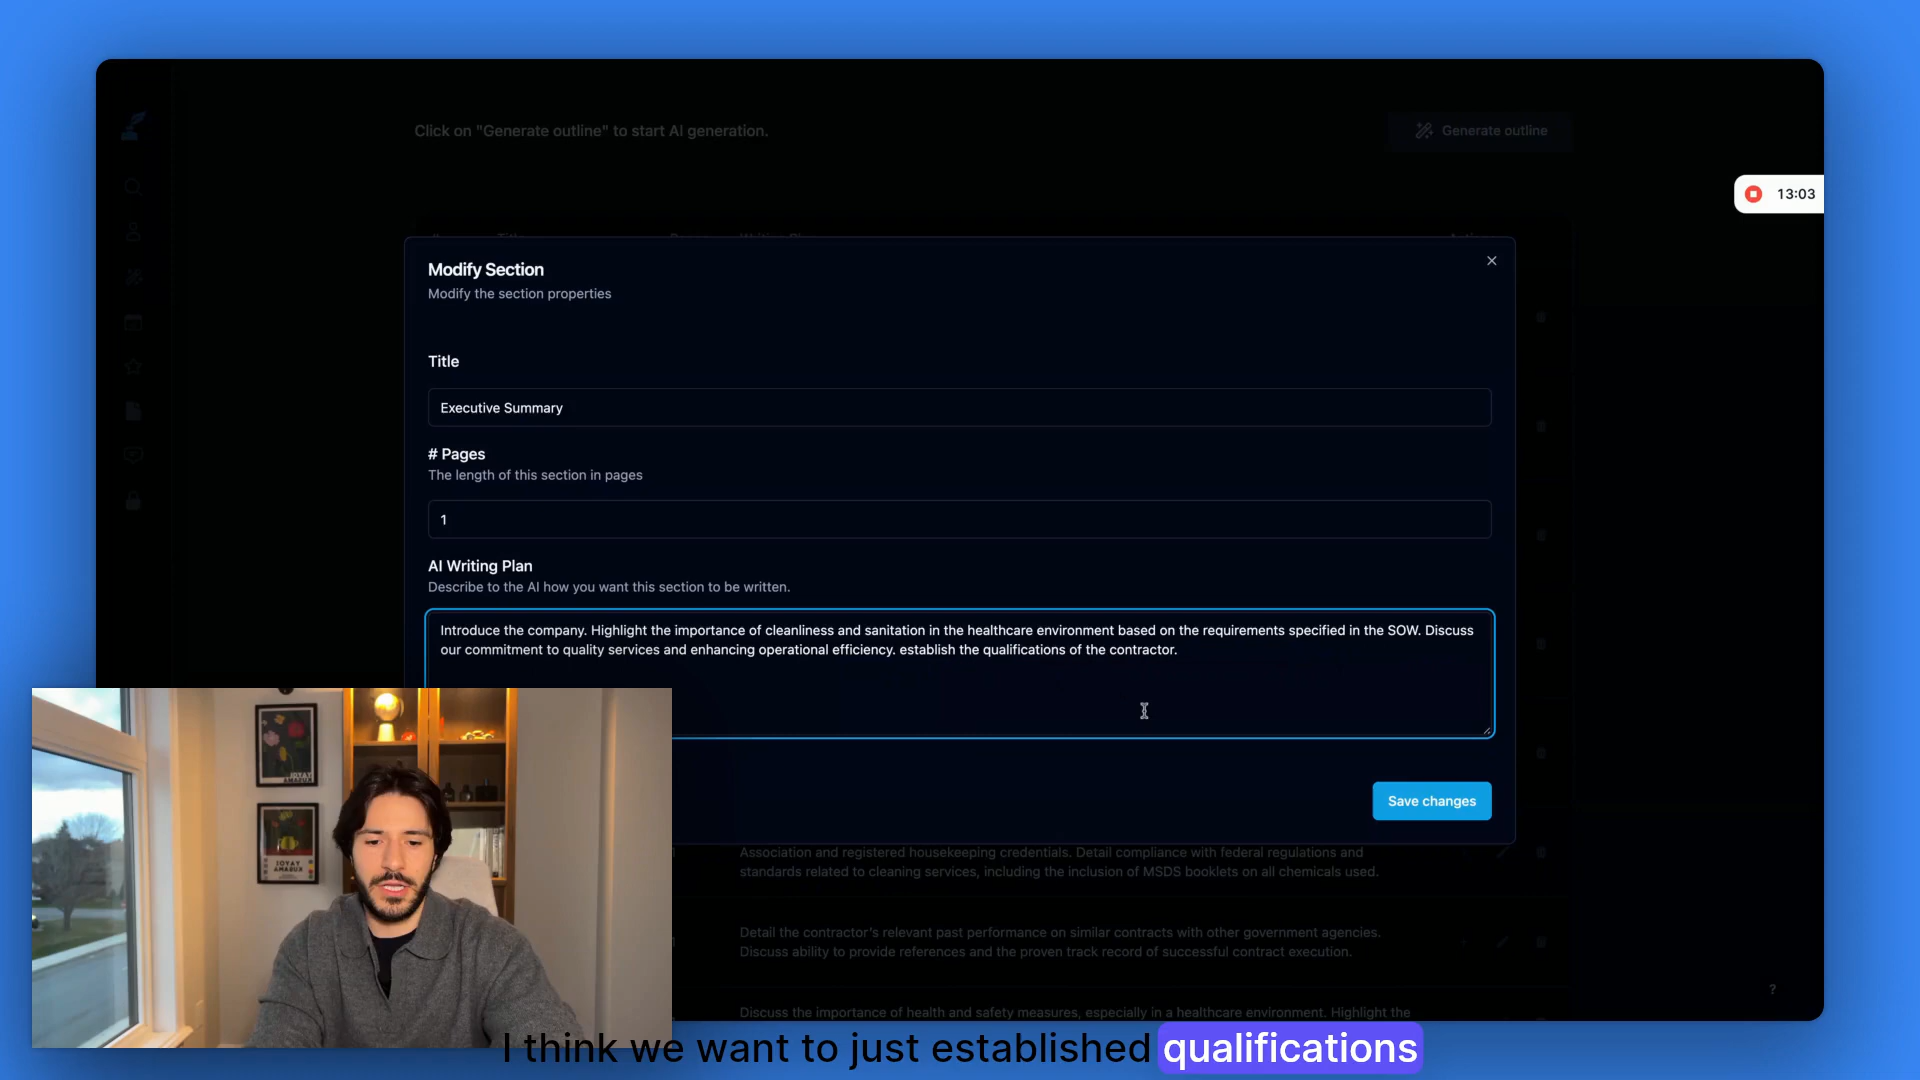 Click on "Generate outline" to start AI generation.
Generate outline
13:03
Modify Section
Modify the section properties
Title
Executive Summary
# Pages
The length of this section in pages
1
AI Writing Plan
Describe to the AI how you want this section to be written.
Introduce the company. Highlight the importance of cleanliness and sanitation in the healthcare environment based on the requirements specified in the SOW. Discuss
our commitment to quality services and enhancing operational efficiency. establish the qualifications of the contractor.
Save changes
Association and registered housekeeping credentials. Detail compliance with federal regulations and
standards related to cleaning services, including the inclusion of MSDS booklets on all chemicals used.
Detail the contractor's relevant past performance on similar contracts with other government agencies.
Discuss ability to provide references and the proven track record of successful contract execution.
Discuss the importance of health and safety measures, especially in a healthcare environment. Highlight the
?
I think we want to just established qualifications